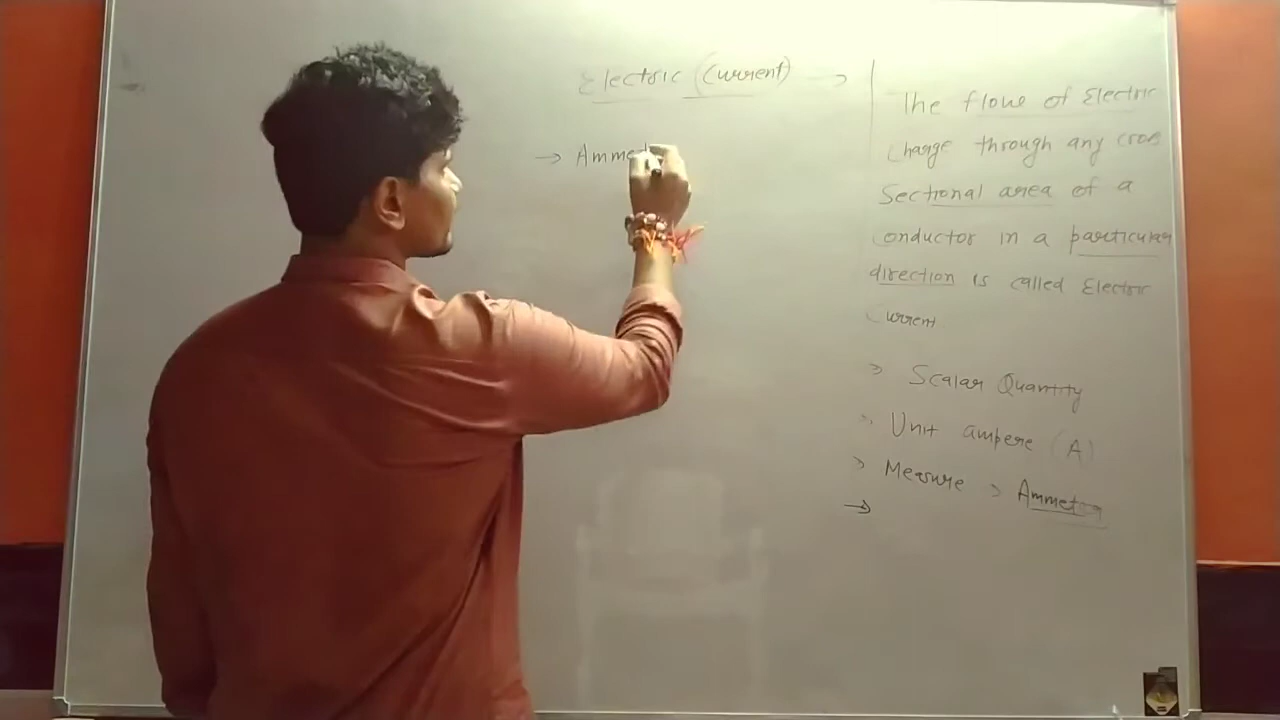 Electric (Current) →
→ Ammet
The flowe of Electric
charge through any cross
Sectional area of a
Conductor in a particular
direction is called Electric
Current
> Scalar Quantity
> Unit ampere (A)
> Measure > Ammeter
→